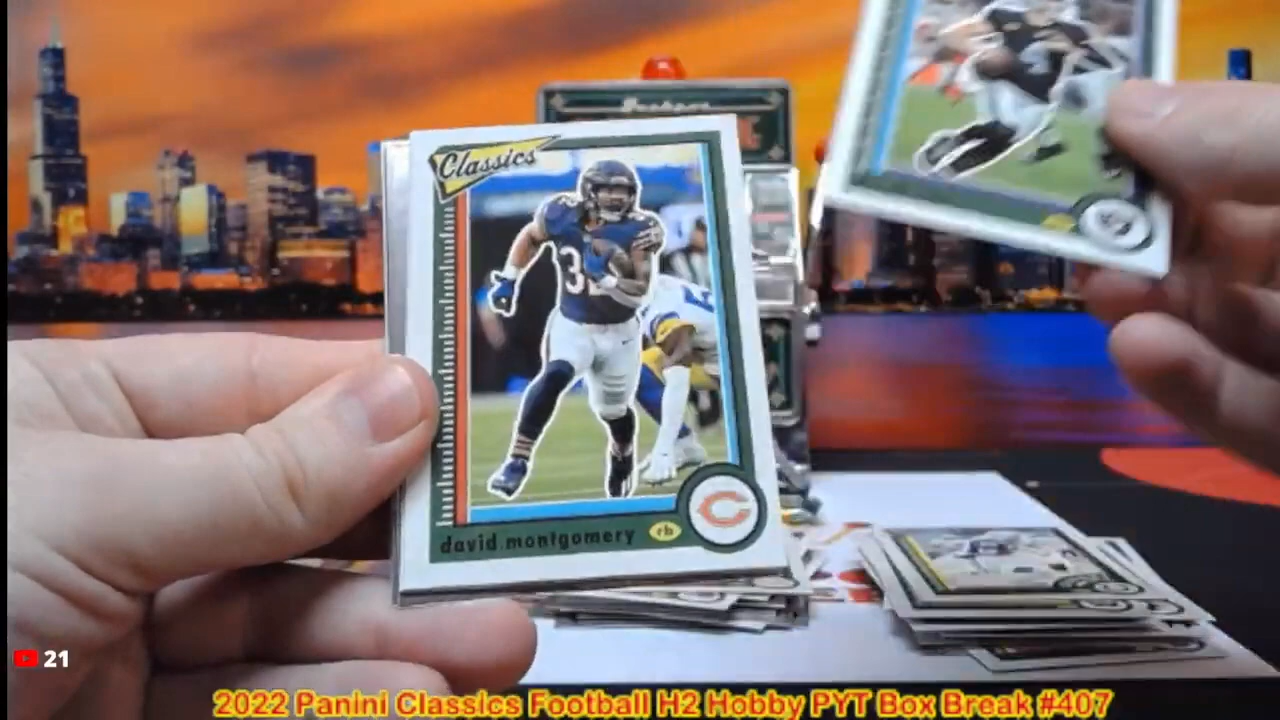 Classics
32
david montgomery rb
C
21
2022 Panini Classics Football H2 Hobby PYT Box Break #407